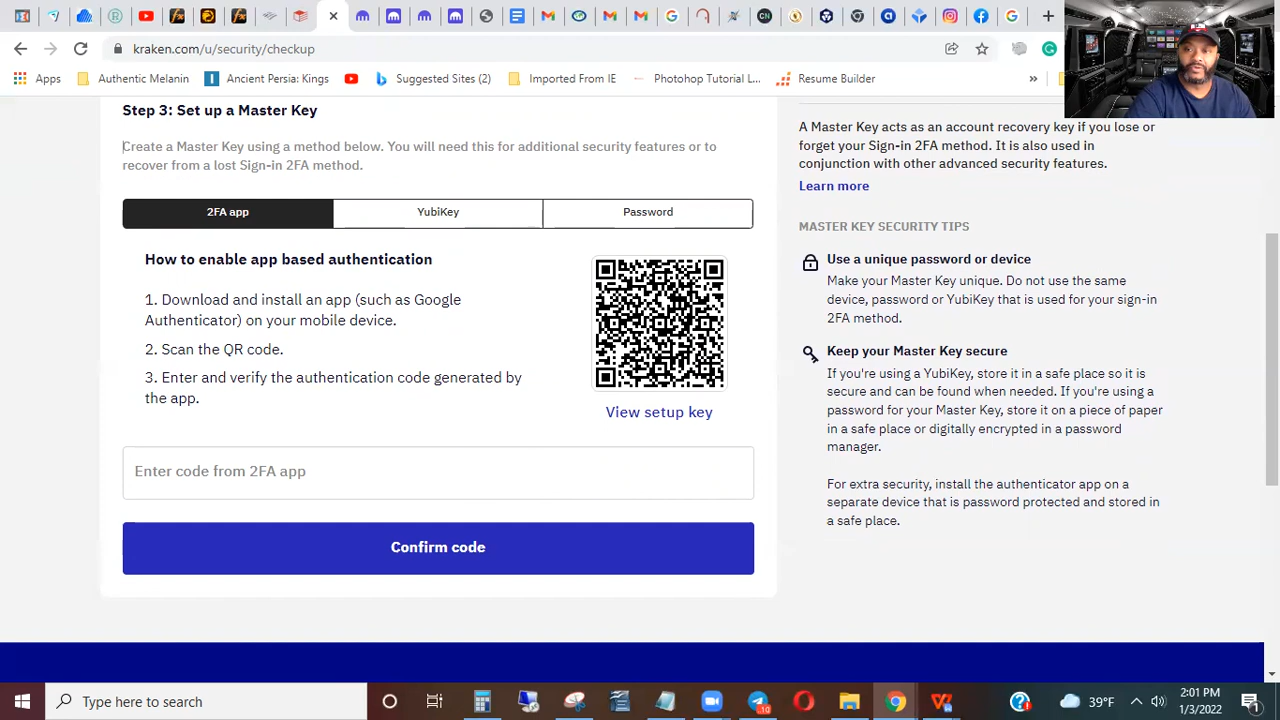 kraken.com/u/security/checkup
Apps
Authentic Melanin
Ancient Persia: Kings
Suggested Sites (2)
Imported From IE
Photohop Tutorial L...
Resume Builder
»
Step 3: Set up a Master Key
Create a Master Key using a method below. You will need this for additional security features or to
recover from a lost Sign-in 2FA method.
2FA app
YubiKey
Password
How to enable app based authentication
1. Download and install an app (such as Google
Authenticator) on your mobile device.
2. Scan the QR code.
3. Enter and verify the authentication code generated by
the app.
View setup key
Enter code from 2FA app
Confirm code
A Master Key acts as an account recovery key if you lose or
forget your Sign-in 2FA method. It is also used in
conjunction with other advanced security features.
Learn more
MASTER KEY SECURITY TIPS
Use a unique password or device
Make your Master Key unique. Do not use the same
device, password or YubiKey that is used for your sign-in
2FA method.
Keep your Master Key secure
If you're using a YubiKey, store it in a safe place so it is
secure and can be found when needed. If you're using a
password for your Master Key, store it on a piece of paper
in a safe place or digitally encrypted in a password
manager.
For extra security, install the authenticator app on a
separate device that is password protected and stored in
a safe place.
Type here to search
10
39°F
2:01 PM
1/3/2022
1